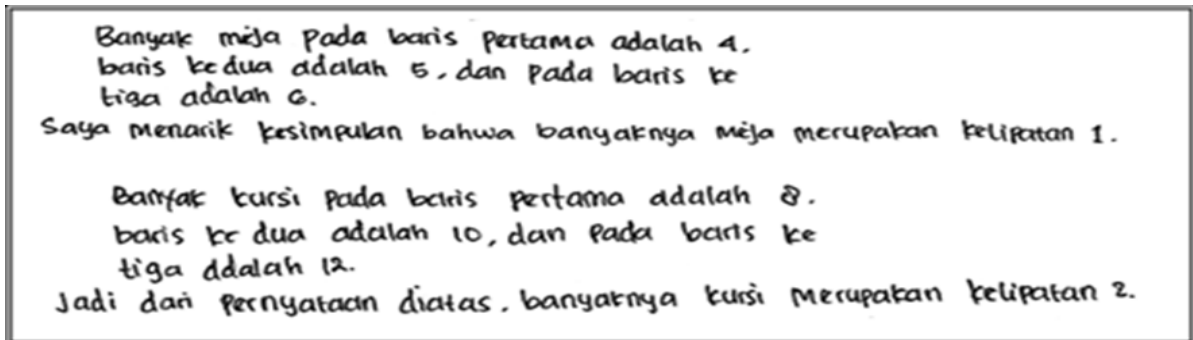 Banyak meja pada baris pertama adalah 4.
baris ke dua adalah 5, dan pada baris ke
tiga adalah 6.
Saya menarik kesimpulan bahwa banyaknya meja merupakan kelipatan 1.
Banyak kursi pada baris pertama adalah 8.
baris ke dua adalah 10, dan pada baris ke
tiga adalah 12.
Jadi dari pernyataan diatas, banyaknya kursi merupakan kelipatan 2.